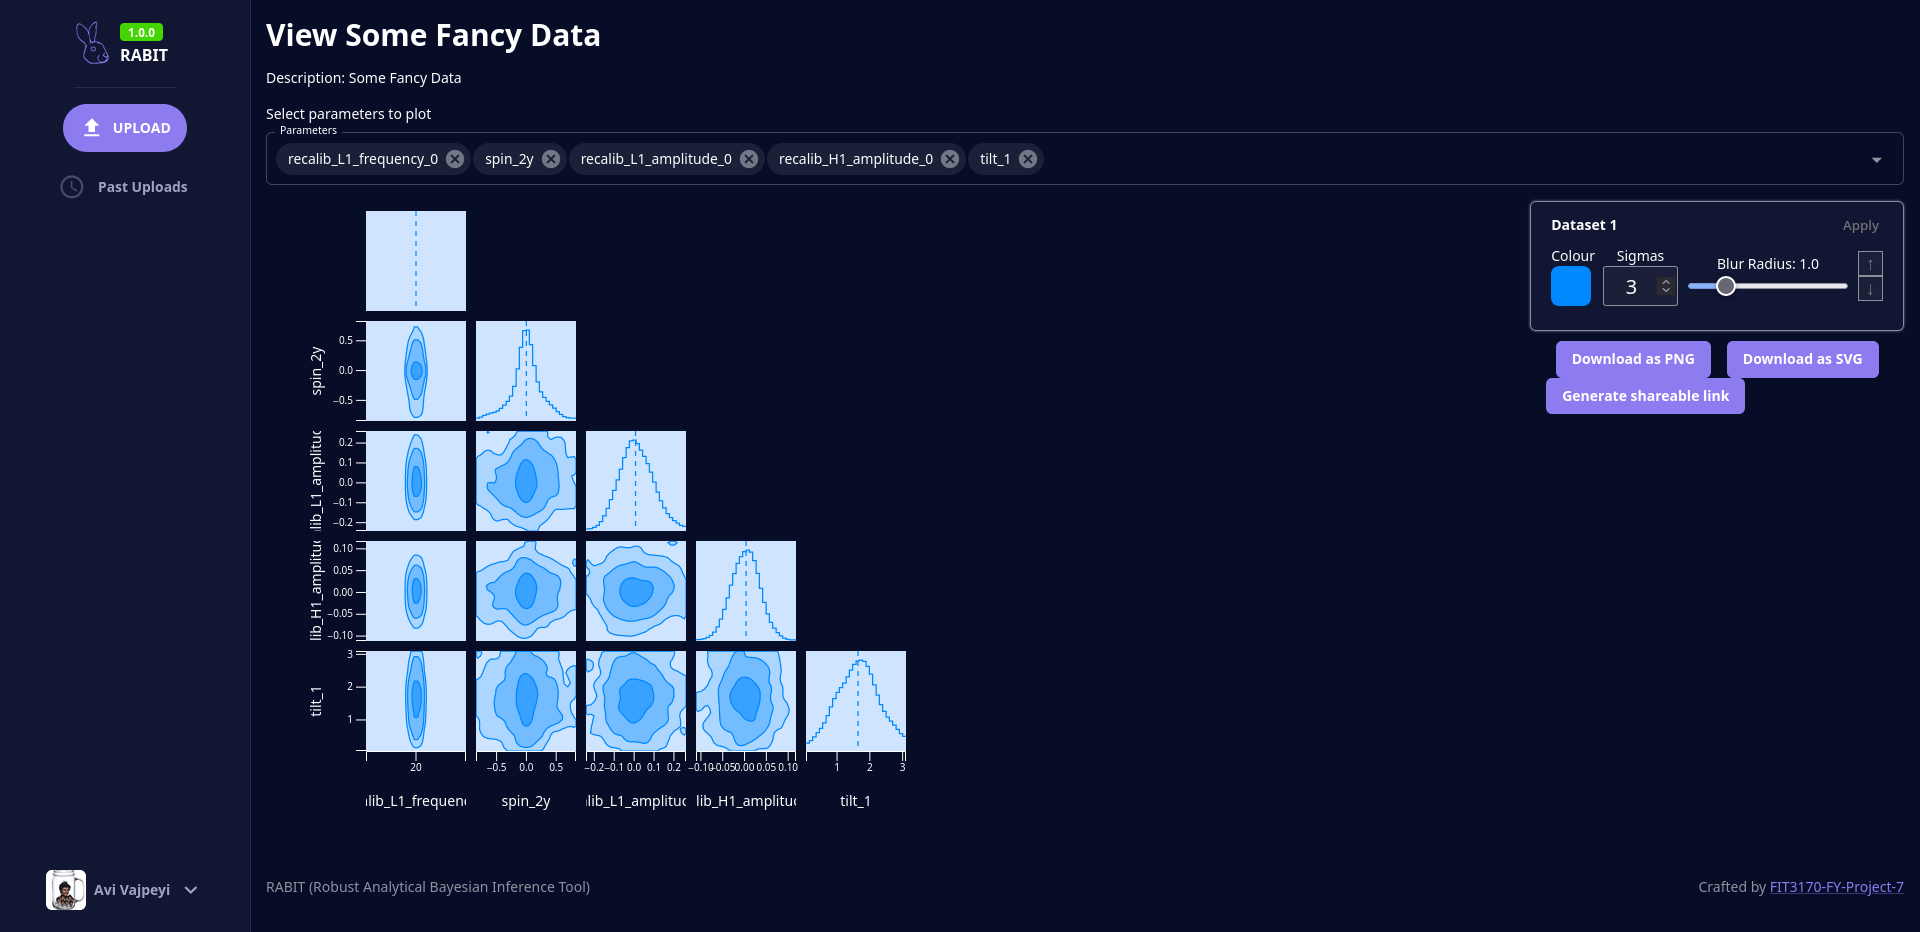 1.0.0
RABIT
UPLOAD
Past Uploads
Avi Vajpeyi
View Some Fancy Data
Description: Some Fancy Data
Select parameters to plot
Parameters
recalib_L1_frequency_0 spin_2y recalib_L1_amplitude_0 recalib_H1_amplitude_0 tilt_1
Dataset 1 Apply
Colour Sigmas Blur Radius: 1.0
3
↑
↓
Download as PNG Download as SVG
Generate shareable link
spin_2y
0.5
0.0
−0.5
lib_L1_amplituc
0.2
0.1
0.0
−0.1
−0.2
lib_H1_amplituc
0.10
0.05
0.00
−0.05
−0.10
tilt_1
3
2
1
20 −0.5 0.0 0.5 −0.2 −0.1 0.0 0.1 0.2 −0.10 −0.05 0.00 0.05 0.10 1 2 3
lib_L1_frequenc spin_2y lib_L1_amplituc lib_H1_amplituc tilt_1
RABIT (Robust Analytical Bayesian Inference Tool)
Crafted by FIT3170-FY-Project-7